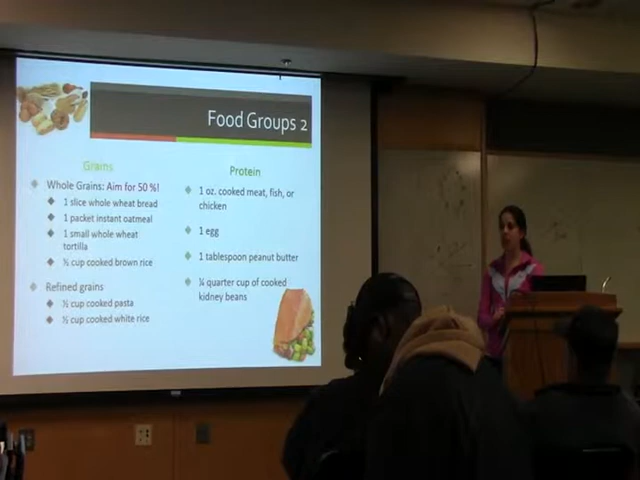 Food Groups 2
Grains
Whole Grains: Aim for 50 %!
1 slice whole wheat bread
1 packet instant oatmeal
1 small whole wheat
tortilla
½ cup cooked brown rice
Refined grains
½ cup cooked pasta
½ cup cooked white rice
Protein
1 oz. cooked meat, fish, or
chicken
1 egg
1 tablespoon peanut butter
¼ quarter cup of cooked
kidney beans